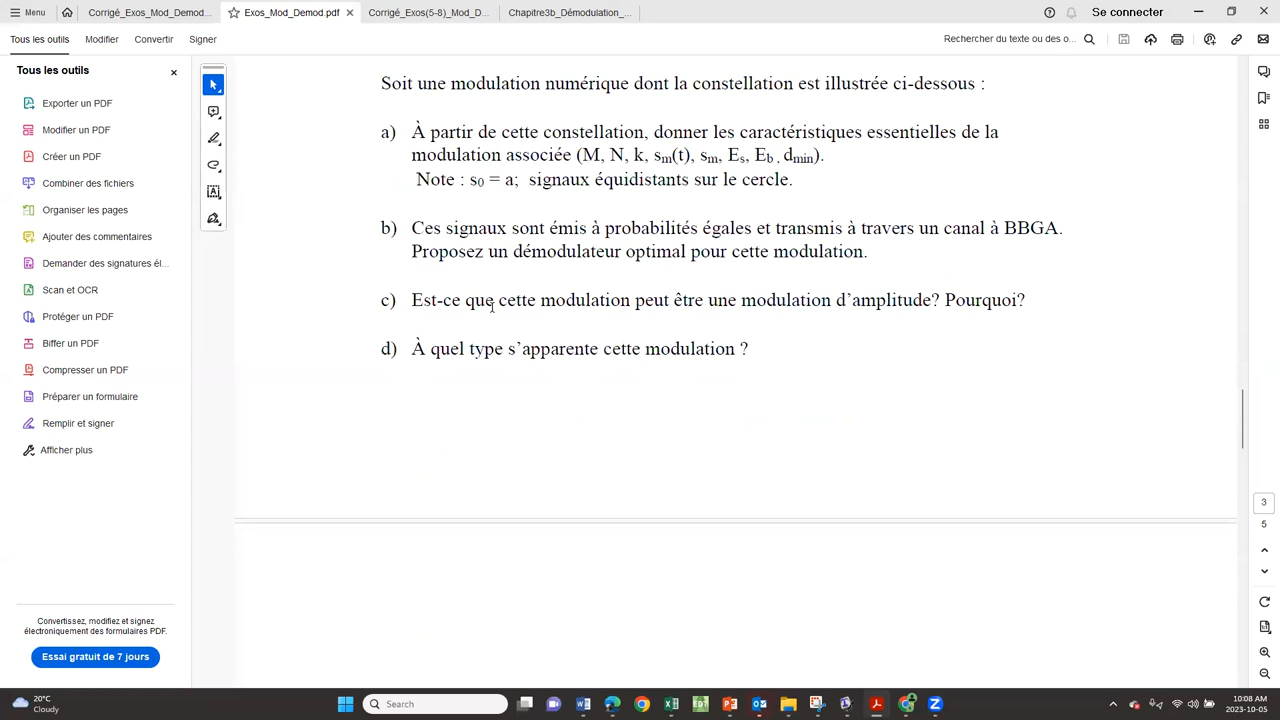 Menu
Corrigé_Exos_Mod_Demod...
Exos_Mod_Demod.pdf
Corrigé_Exos(5-8)_Mod_D...
Chapitre3b_Démodulation_...
Se connecter
Tous les outils
Modifier
Convertir
Signer
Rechercher du texte ou des o...
Tous les outils
Exporter un PDF
Modifier un PDF
Créer un PDF
Combiner des fichiers
Organiser les pages
Ajouter des commentaires
Demander des signatures él...
Scan et OCR
Protéger un PDF
Biffer un PDF
Compresser un PDF
Préparer un formulaire
Remplir et signer
Afficher plus
Convertissez, modifiez et signez
électroniquement des formulaires PDF.
Essai gratuit de 7 jours
Soit une modulation numérique dont la constellation est illustrée ci-dessous :
a) À partir de cette constellation, donner les caractéristiques essentielles de la
modulation associée (M, N, k, sm(t), sm, Es, Eb , dmin).
Note : s0 = a; signaux équidistants sur le cercle.
b) Ces signaux sont émis à probabilités égales et transmis à travers un canal à BBGA.
Proposez un démodulateur optimal pour cette modulation.
c) Est-ce que cette modulation peut être une modulation d’amplitude? Pourquoi?
d) À quel type s’apparente cette modulation ?
3
5
20°C
Cloudy
Search
10:08 AM
2023-10-05